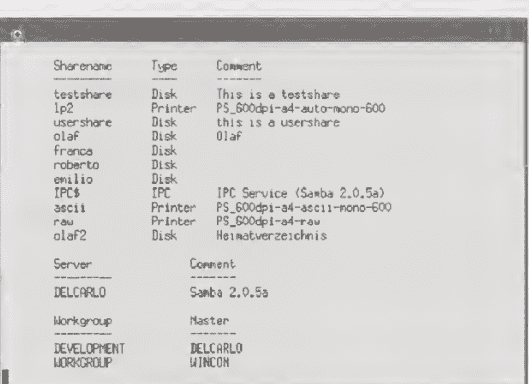 Sharename Type Comment
testshare Disk This is a testshare
lp2 Printer PS_600dpi-a4-auto-mono-600
usershare Disk this is a usershare
olaf Disk Olaf
franca Disk
roberto Disk
emilio Disk
IPC$ IPC IPC Service (Samba 2.0.5a)
ascii Printer PS_600dpi-a4-ascii-mono-600
raw Printer PS_600dpi-a4-raw
olaf2 Disk Heimatverzeichnis
Server Comment
DELCARLO Samba 2.0.5a
Workgroup Master
DEVELOPMENT DELCARLO
WORKGROUP WINCOM